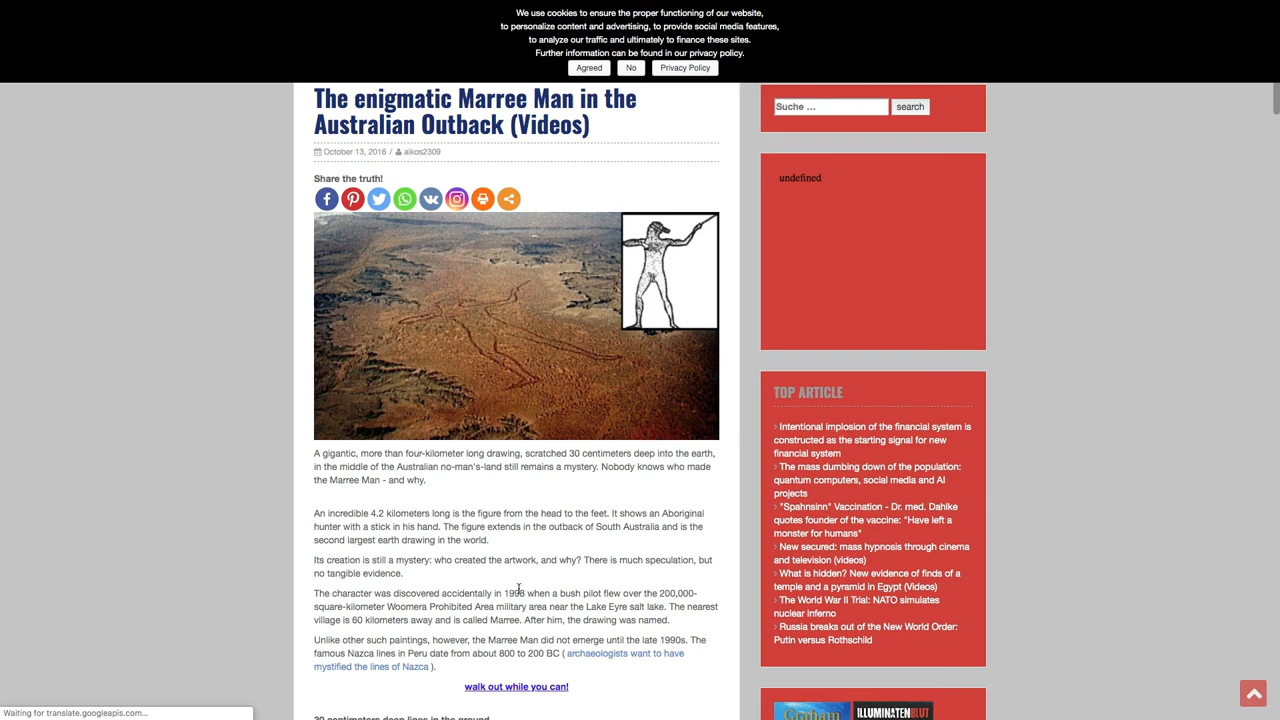 We use cookies to ensure the proper functioning of our website,
to personalize content and advertising, to provide social media features,
to analyze our traffic and ultimately to finance these sites.
Further information can be found in our privacy policy.
Agreed No Privacy Policy
The enigmatic Marree Man in the
Australian Outback (Videos)
October 13, 2016 / aikos2309
Share the truth!
A gigantic, more than four-kilometer long drawing, scratched 30 centimeters deep into the earth,
in the middle of the Australian no-man's-land still remains a mystery. Nobody knows who made
the Marree Man - and why.
An incredible 4.2 kilometers long is the figure from the head to the feet. It shows an Aboriginal
hunter with a stick in his hand. The figure extends in the outback of South Australia and is the
second largest earth drawing in the world.
Its creation is still a mystery: who created the artwork, and why? There is much speculation, but
no tangible evidence.
The character was discovered accidentally in 1998 when a bush pilot flew over the 200,000-
square-kilometer Woomera Prohibited Area military area near the Lake Eyre salt lake. The nearest
village is 60 kilometers away and is called Marree. After him, the drawing was named.
Unlike other such paintings, however, the Marree Man did not emerge until the late 1990s. The
famous Nazca lines in Peru date from about 800 to 200 BC ( archaeologists want to have
mystified the lines of Nazca ).
walk out while you can!
30 centimeters deep lines in the ground
Suche ... search
undefined
TOP ARTICLE
Intentional implosion of the financial system is
constructed as the starting signal for new
financial system
The mass dumbing down of the population:
quantum computers, social media and AI
projects
"Spahnsinn" Vaccination - Dr. med. Dahlke
quotes founder of the vaccine: "Have left a
monster for humans"
New secured: mass hypnosis through cinema
and television (videos)
What is hidden? New evidence of finds of a
temple and a pyramid in Egypt (Videos)
The World War II Trial: NATO simulates
nuclear inferno
Russia breaks out of the New World Order:
Putin versus Rothschild
Graham ILLUMINATENBLUT
Waiting for translate.googleapis.com...